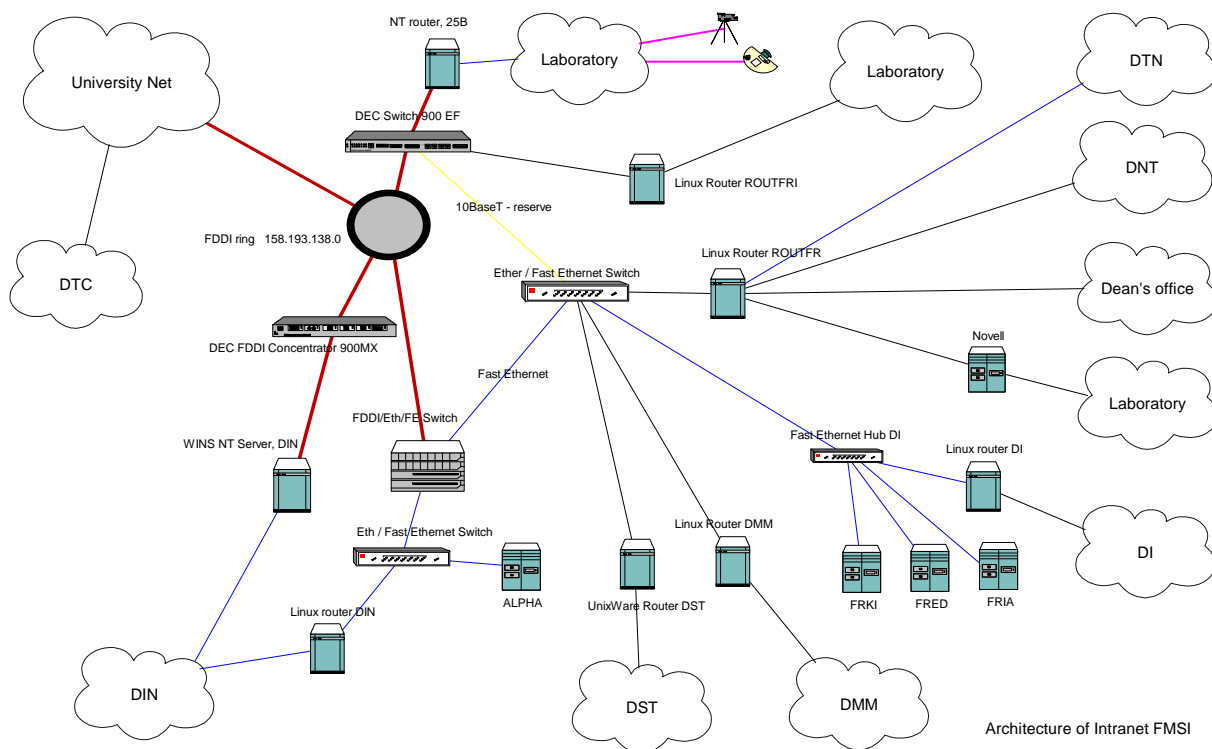 NT router, 25B
University Net
Laboratory
Laboratory
DTN
DEC Switch 900 EF
DNT
Linux Router ROUTFRI
10BaseT - reserve
FDDI ring   158.193.138.0
Linux Router ROUTFR
DTC
Ether / Fast Ethernet Switch
Dean's office
DEC FDDI Concentrator 900MX
Novell
Fast Ethernet
Laboratory
FDDI/Eth/FE Switch
WINS NT Server, DIN
Fast Ethernet Hub DI
Linux router DI
Eth / Fast Ethernet Switch
Linux Router DMM
DI
ALPHA
UnixWare Router DST
FRKI
FRED
FRIA
Linux router DIN
DIN
DST
DMM
Architecture of Intranet FMSI